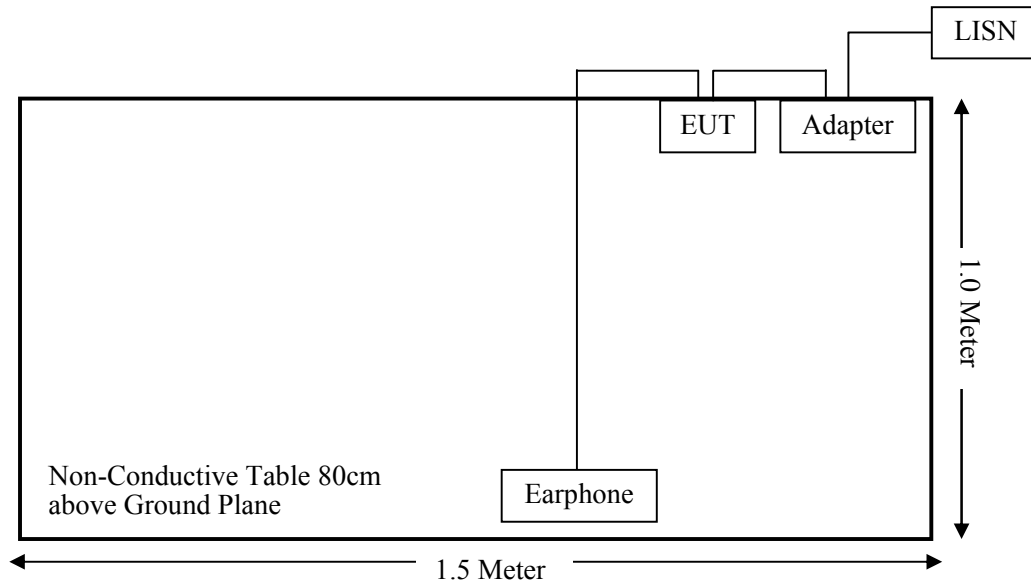 LISN
EUT
Adapter
1.0 Meter
Non-Conductive Table 80cm
above Ground Plane
Earphone
1.5 Meter